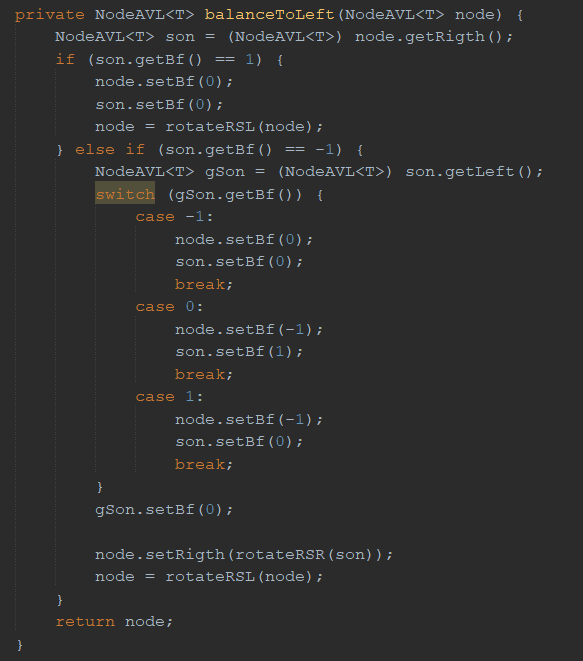 private NodeAVL<T> balanceToLeft(NodeAVL<T> node) {
    NodeAVL<T> son = (NodeAVL<T>) node.getRigth();
    if (son.getBf() == 1) {
        node.setBf(0);
        son.setBf(0);
        node = rotateRSL(node);
    } else if (son.getBf() == -1) {
        NodeAVL<T> gSon = (NodeAVL<T>) son.getLeft();
        switch (gSon.getBf()) {
            case -1:
                node.setBf(0);
                son.setBf(0);
                break;
            case 0:
                node.setBf(-1);
                son.setBf(1);
                break;
            case 1:
                node.setBf(-1);
                son.setBf(0);
                break;
        }
        gSon.setBf(0);

        node.setRigth(rotateRSR(son));
        node = rotateRSL(node);
    }
    return node;
}